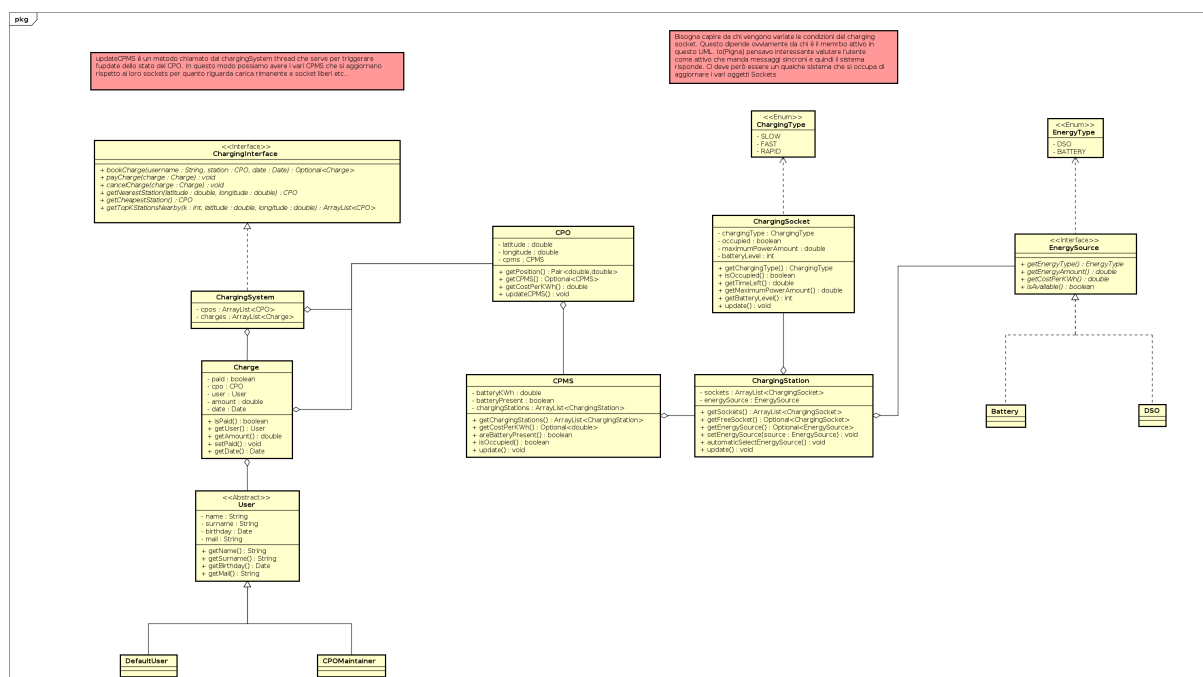 pkg
updateCPMS è un metodo chiamato dal chargingSystem thread che serve per triggerare
l'update dello stato del CPO. In questo modo possiamo avere i vari CPMS che si aggiornano
rispetto ai loro sockets per quanto riguarda carica rimanente e socket liberi etc..
Bisogna capire da chi vengono variate le condizioni del charging
socket. Questo dipende ovviamente da chi è il memrbo attivo in
questo UML. Io(Pigna) pensavo interessante valutare l'utente
come attivo che manda messaggi sincroni e quindi il sistema
risponde. Ci deve però essere un qualche sistema che si occupa di
aggiornare i vari oggetti Sockets
<<Enum>>
ChargingType
- SLOW
- FAST
- RAPID
<<Enum>>
EnergyType
- DSO
- BATTERY
<<Interface>>
ChargingInterface
+ bookCharge(username : String, station : CPO, date : Date) : Optional<Charge>
+ payCharge(charge : Charge) : void
+ cancelCharge(charge : Charge) : void
+ getNearestStation(latitude : double, longitude : double) : CPO
+ getCheapestStation() : CPO
+ getTopKStationsNearby(k : int, latitude : double, longitude : double) : ArrayList<CPO>
CPO
- latitude : double
- longitude : double
- cpms : CPMS
+ getPosition() : Pair<double,double>
+ getCPMS() : Optional<CPMS>
+ getCostPerKWh() : double
+ updateCPMS() : void
ChargingSocket
- chargingType : ChargingType
- occupied : boolean
- maximumPowerAmount : double
- batteryLevel : int
+ getChargingType() : ChargingType
+ isOccupied() : boolean
+ getTimeLeft() : double
+ getMaximumPowerAmount() : double
+ getBatteryLevel() : int
+ update() : void
<<Interface>>
EnergySource
+ getEnergyType() : EnergyType
+ getEnergyAmount() : double
+ getCostPerKWh() : double
+ isAvailable() : boolean
ChargingSystem
- cpos : ArrayList<CPO>
- charges : ArrayList<Charge>
Charge
- paid : boolean
- cpo : CPO
- user : User
- amount : double
- date : Date
+ isPaid() : boolean
+ getUser() : User
+ getAmount() : double
+ setPaid() : void
+ getDate() : Date
CPMS
- batteryKWh : double
- batteryPresent : boolean
- chargingStations : ArrayList<ChargingStation>
+ getChargingStations() : ArrayList<ChargingStation>
+ getCostPerKWh() : Optional<double>
+ areBatteryPresent() : boolean
+ isOccupied() : boolean
+ update() : void
ChargingStation
- sockets : ArrayList<ChargingSocket>
- energySource : EnergySource
+ getSockets() : ArrayList<ChargingSocket>
+ getFreeSocket() : Optional<ChargingSocket>
+ getEnergySource() : Optional<EnergySource>
+ setEnergySource(source : EnergySource) : void
+ automaticSelectEnergySource() : void
+ update() : void
Battery
DSO
<<Abstract>>
User
- name : String
- surname : String
- birthday : Date
- mail : String
+ getName() : String
+ getSurname() : String
+ getBirthday() : Date
+ getMail() : String
DefaultUser
CPOMaintainer